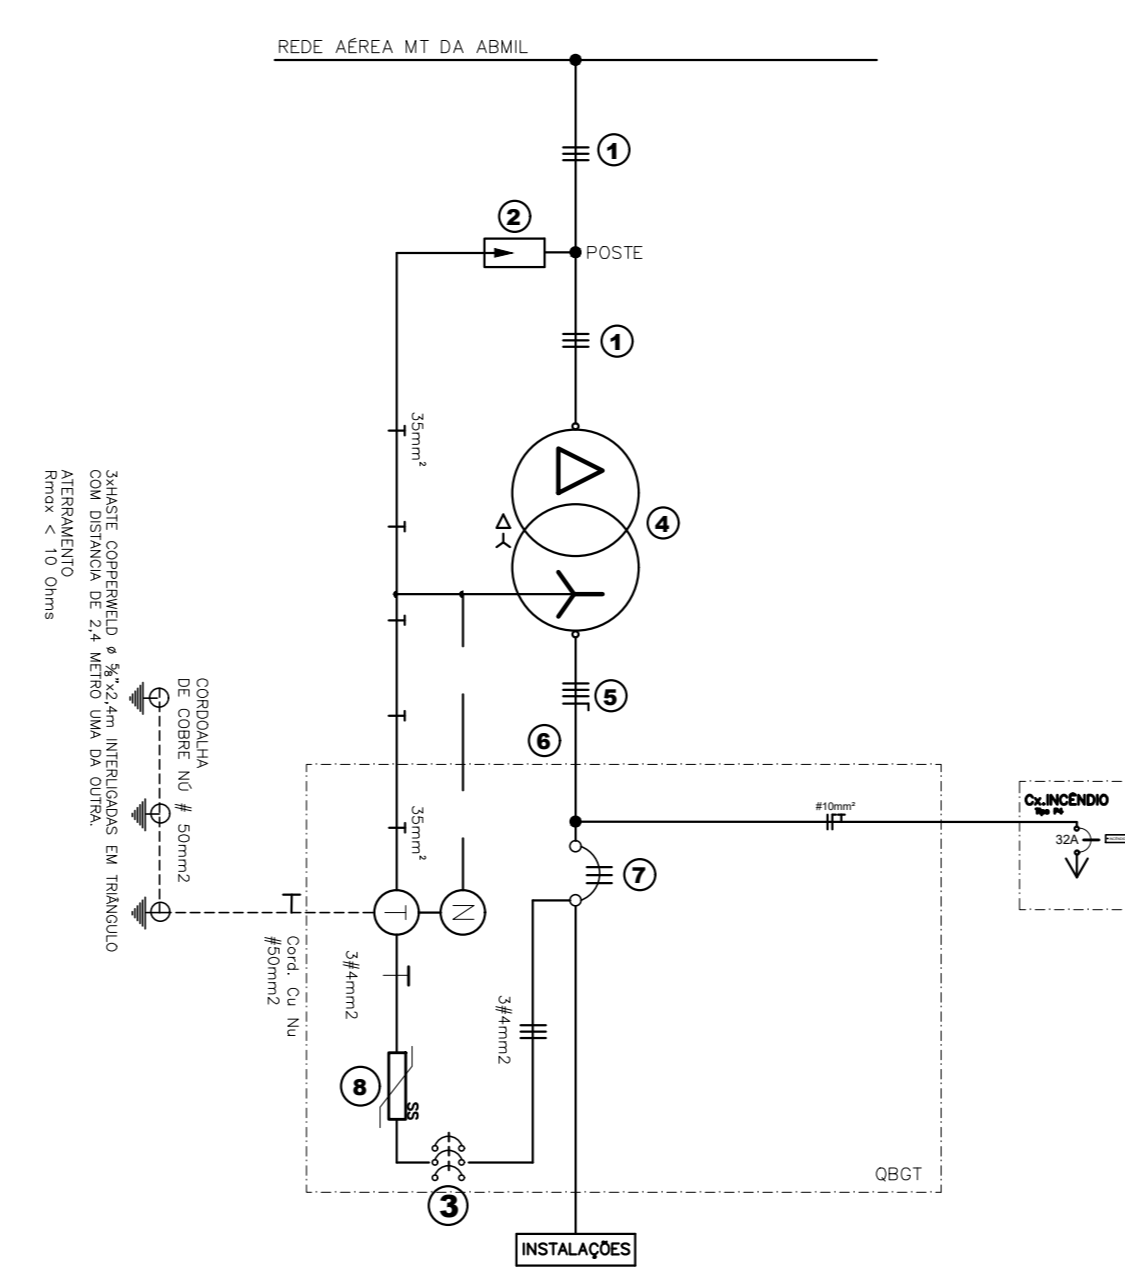 REDE AÉREA MT DA ABMIL
1
2
POSTE
1
35mm²
4
3xHASTE COPPERWELD ø ⅝"x2,4m INTERLIGADAS EM TRIÂNGULO
COM DISTANCIA DE 2,4 METRO UMA DA OUTRA.
ATERRAMENTO
Rmax < 10 Ohms
CORDOALHA
DE COBRE NÚ # 50mm2
5
6
35mm²
#10mm²
Cx.INCÊNDIO
Tipo P4
32A
7
T
N
Cord. Cu Nu
#50mm2
3#4mm2
3#4mm2
8
SS
3
QBGT
INSTALAÇÕES